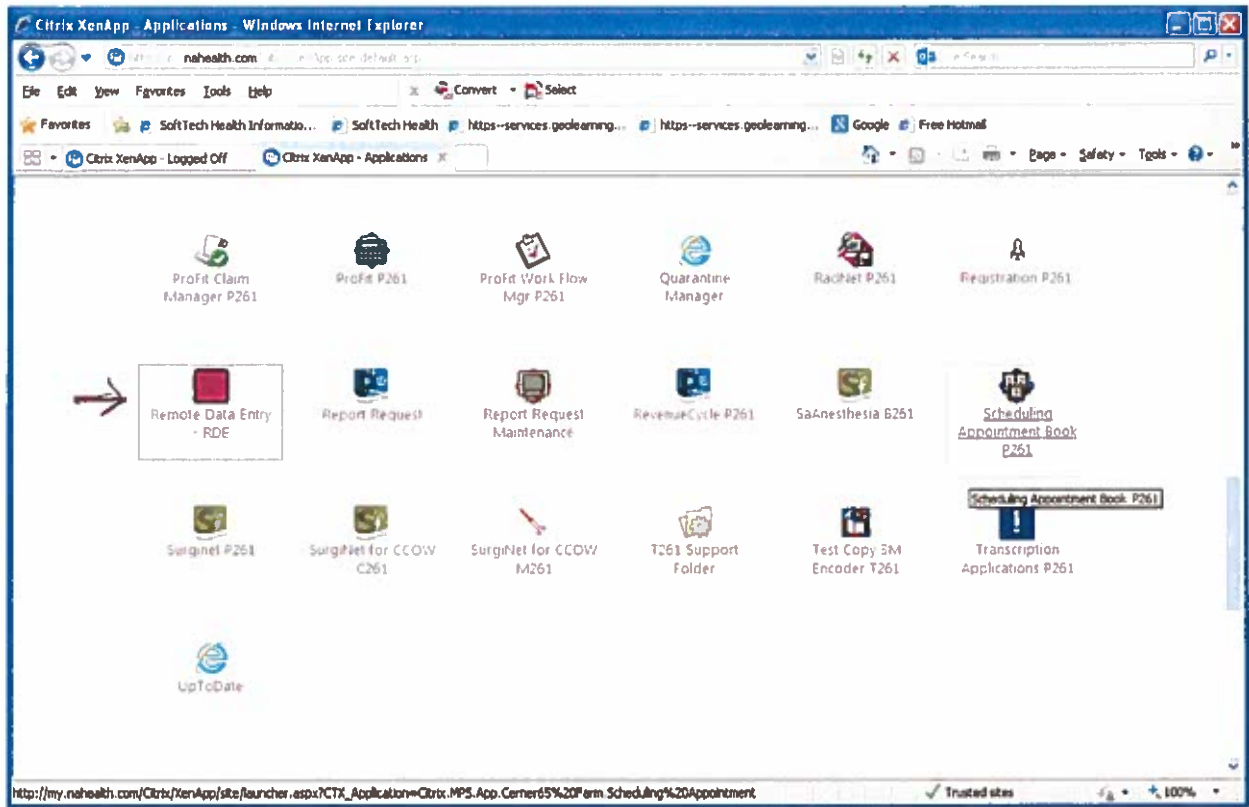 Citrix XenApp - Applications - Windows Internet Explorer
nahealth.com
File Edit View Favorites Tools Help
x Convert Select
Favorites SoftTech Health Informatio... SoftTech Health https--services.geolearning... https--services.geolearning... Google Free Hotmail
Citrix XenApp - Logged Off Citrix XenApp - Applications Page Safety Tools
ProFit Claim Manager P261
ProFit P261
ProFit Work Flow Mgr P261
Quarantine Manager
RadNet P261
Registration P261
Remote Data Entry - RDE
Report Request
Report Request Maintenance
RevenueCycle P261
SaAnesthesia B261
Scheduling Appointment Book P261
Scheduling Appointment Book P261
Surginet P261
SurgiNet for CCOW C261
SurgiNet for CCOW M261
T261 Support Folder
Test Copy 3M Encoder T261
Transcription Applications P261
UpToDate
http://my.nahealth.com/Citrix/XenApp/site/launcher.aspx?CTX_Application=Citrix.MPS.App.Cerner65%20Farm.Scheduling%20Appointment Trusted sites 100%